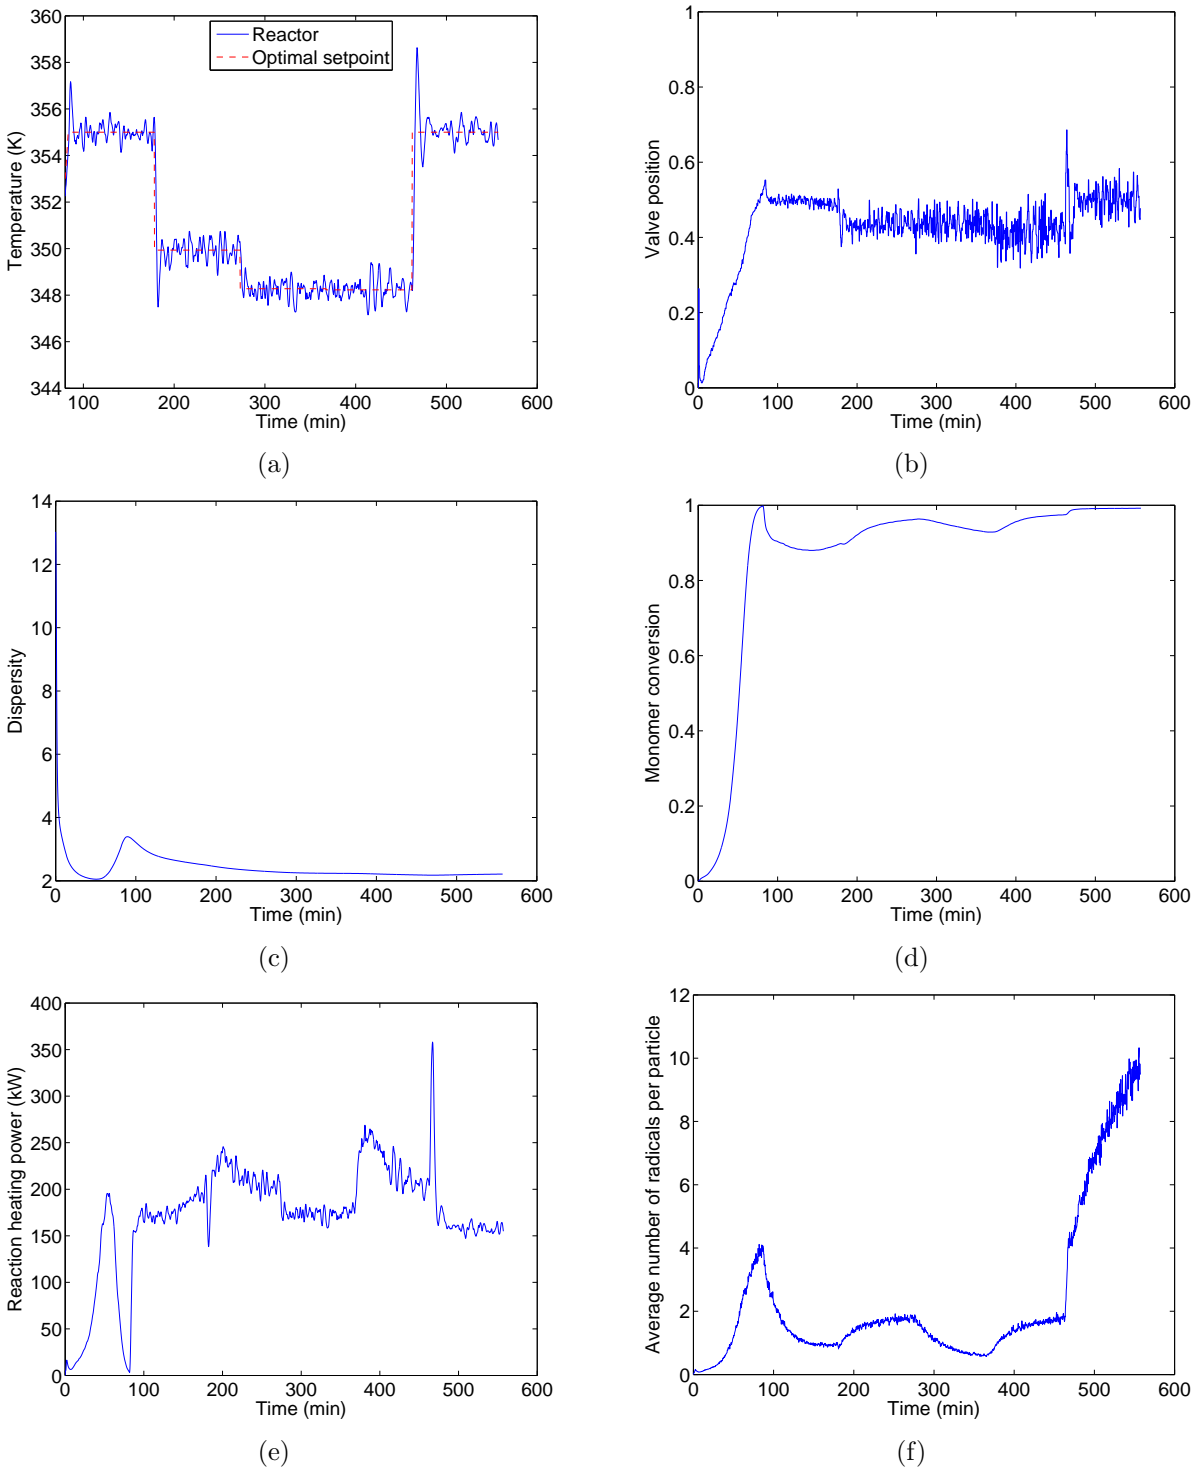 360
358
356
354
352
350
348
346
344
Temperature (K)
Reactor
Optimal setpoint
100 200 300 400 500 600
Time (min)
(a)
1
0.8
0.6
0.4
0.2
0
Valve position
0 100 200 300 400 500 600
Time (min)
(b)
14
12
10
8
6
4
2
Dispersity
0 100 200 300 400 500 600
Time (min)
(c)
1
0.8
0.6
0.4
0.2
0
Monomer conversion
0 100 200 300 400 500 600
Time (min)
(d)
400
350
300
250
200
150
100
50
0
Reaction heating power (kW)
0 100 200 300 400 500 600
Time (min)
(e)
12
10
8
6
4
2
0
Average number of radicals per particle
0 100 200 300 400 500 600
Time (min)
(f)